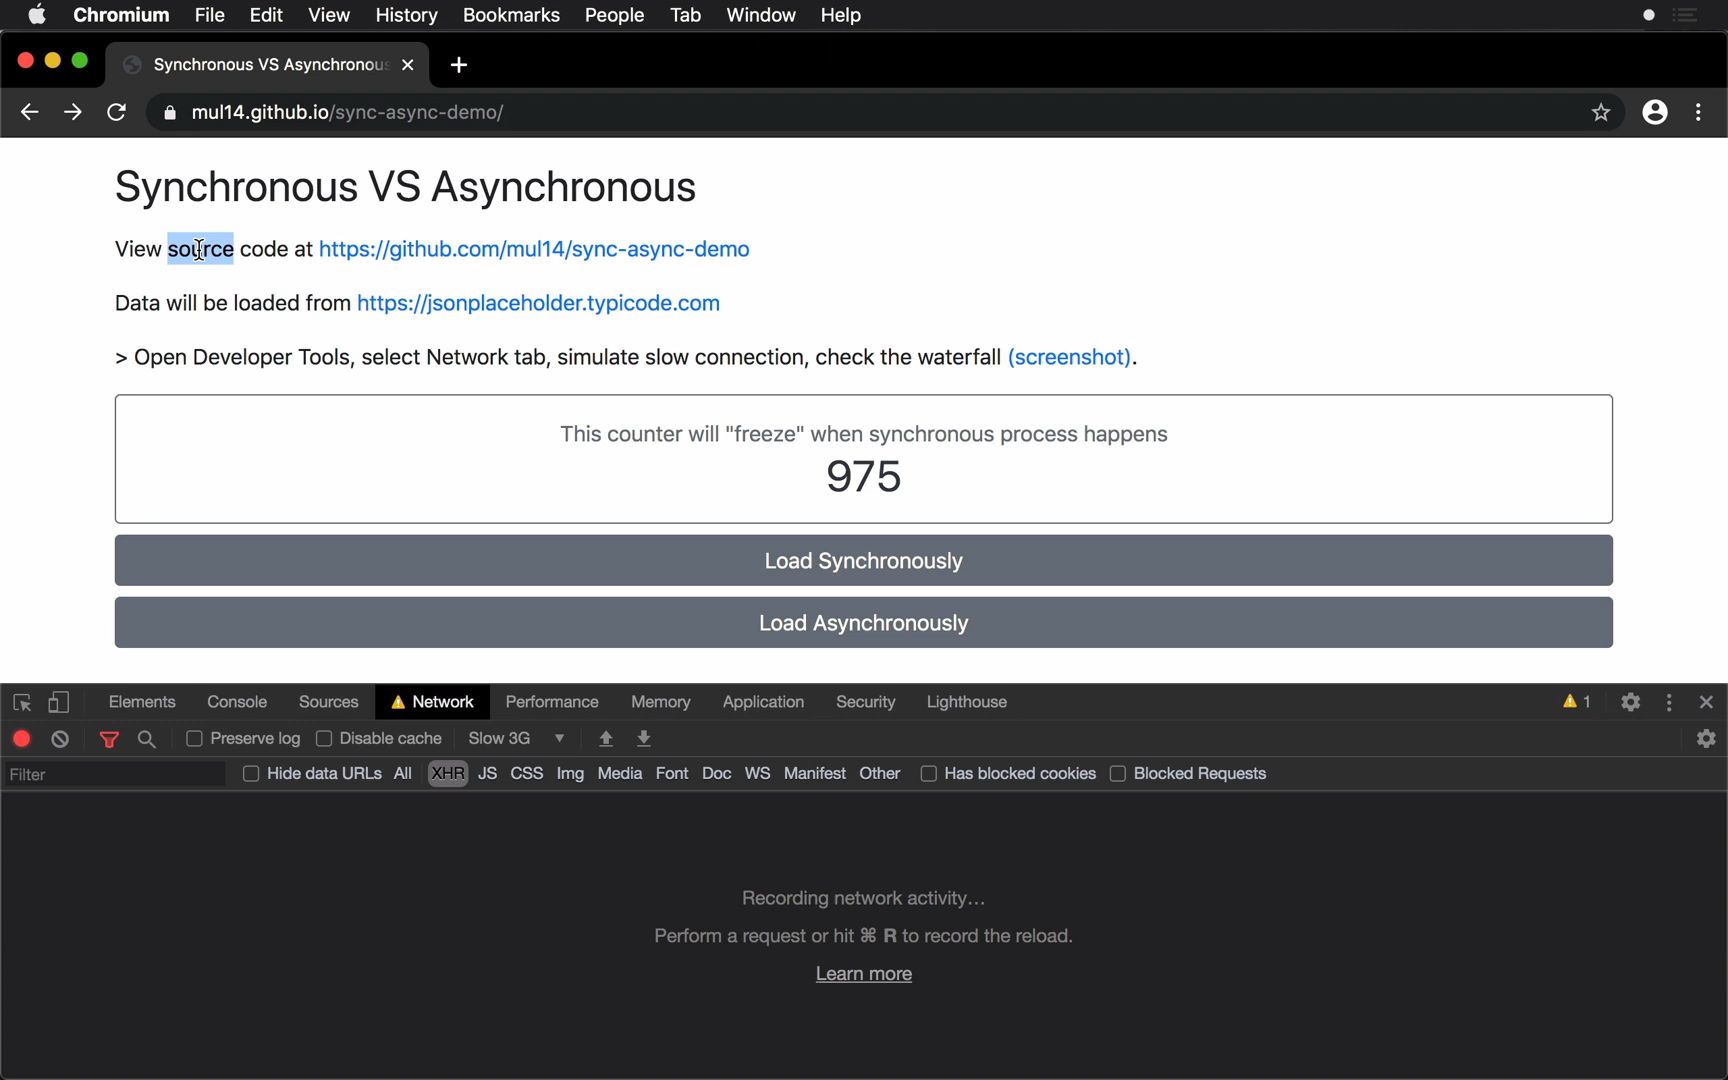 Chromium File Edit View History Bookmarks People Tab Window Help
Synchronous VS Asynchronous
mul14.github.io/sync-async-demo/
Synchronous VS Asynchronous
View source code at https://github.com/mul14/sync-async-demo
Data will be loaded from https://jsonplaceholder.typicode.com
> Open Developer Tools, select Network tab, simulate slow connection, check the waterfall (screenshot).
This counter will "freeze" when synchronous process happens
975
Load Synchronously
Load Asynchronously
Elements Console Sources Network Performance Memory Application Security Lighthouse 1
Preserve log Disable cache Slow 3G
Filter Hide data URLs All XHR JS CSS Img Media Font Doc WS Manifest Other Has blocked cookies Blocked Requests
Recording network activity…
Perform a request or hit ⌘ R to record the reload.
Learn more